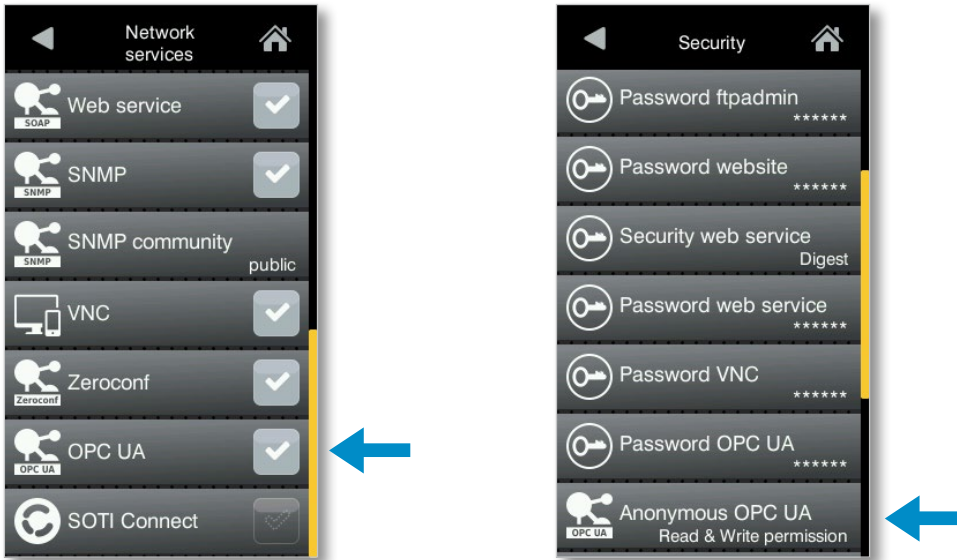 Network
services
Web service
SOAP
SNMP
SNMP
SNMP community
SNMP
public
VNC
Zeroconf
Zeroconf
OPC UA
OPC UA
SOTI Connect
Security
Password ftpadmin
******
Password website
******
Security web service
Digest
Password web service
******
Password VNC
******
Password OPC UA
******
Anonymous OPC UA
OPC UA
Read & Write permission